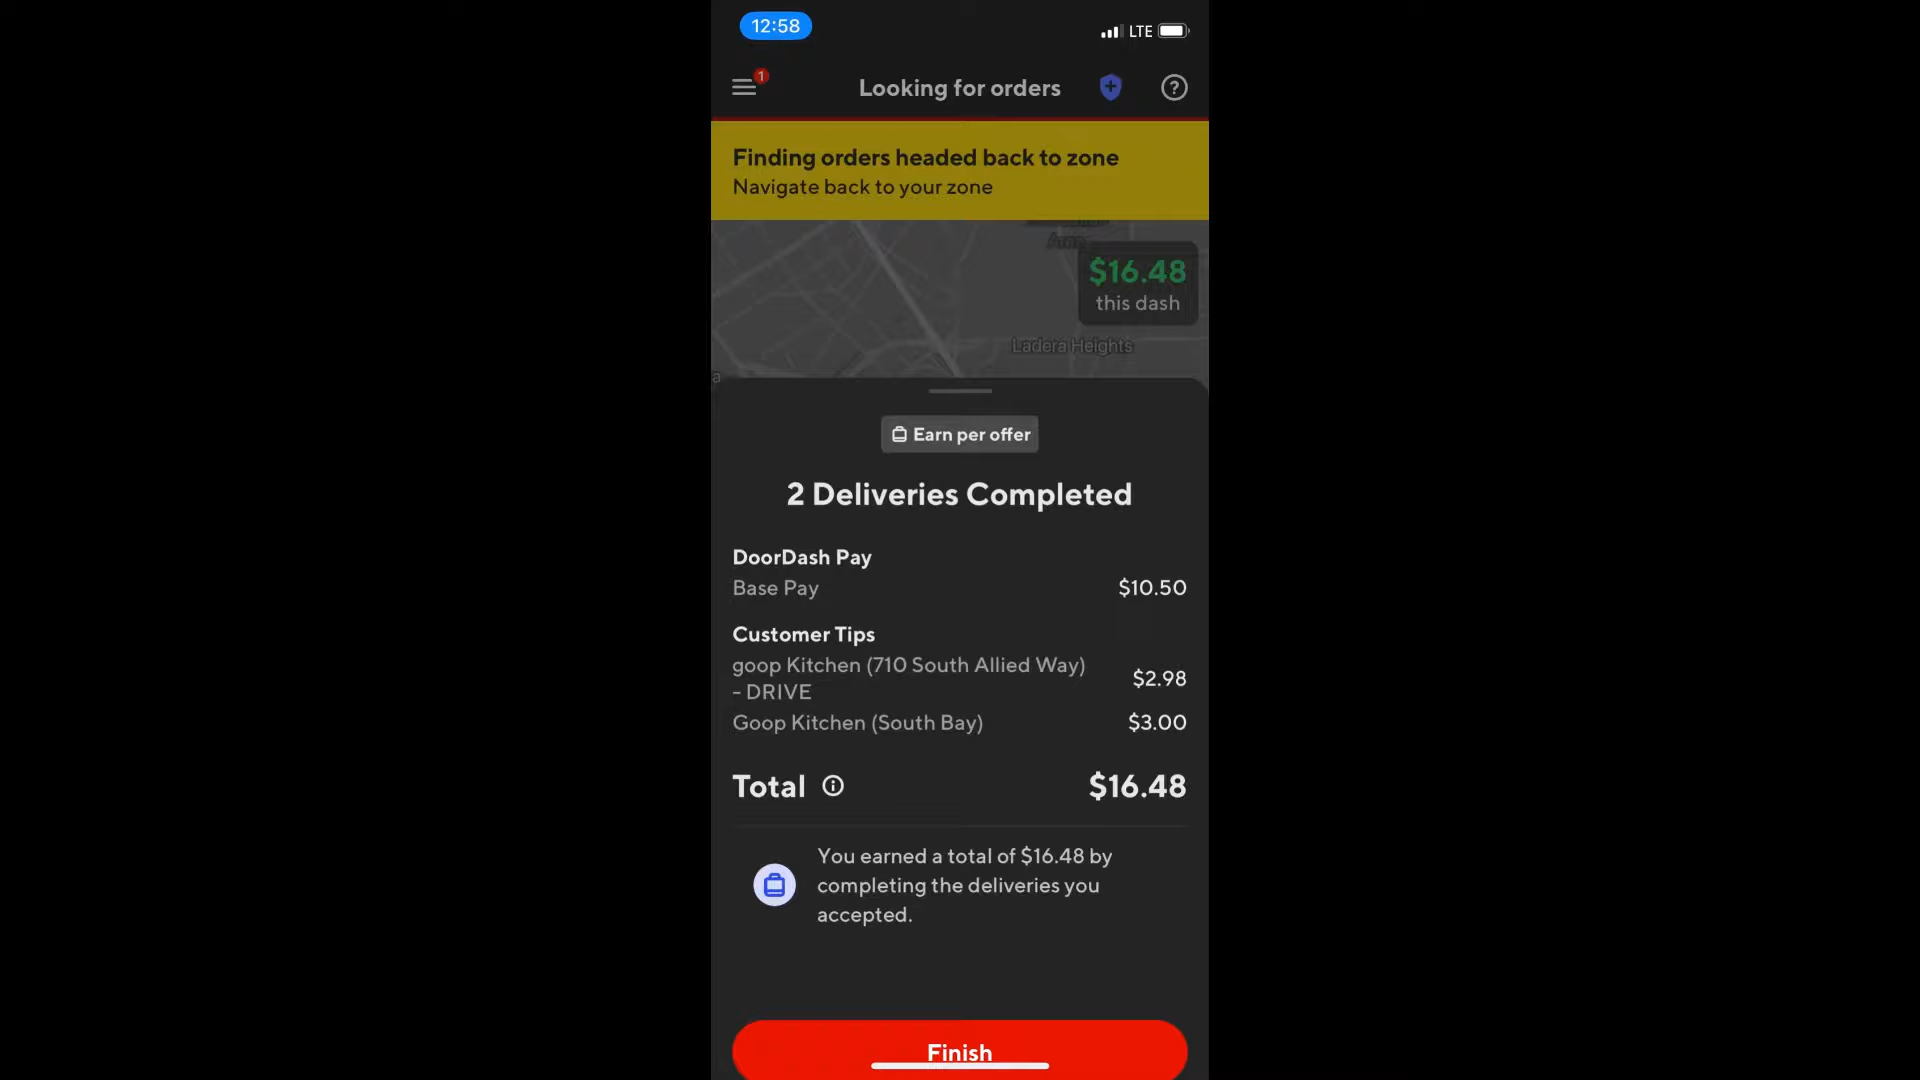 12:58
LTE
1
Looking for orders
?
Finding orders headed back to zone
Navigate back to your zone
$16.48
this dash
Ladera Heights
Earn per offer
2 Deliveries Completed
DoorDash Pay
Base Pay $10.50
Customer Tips
goop Kitchen (710 South Allied Way)
- DRIVE $2.98
Goop Kitchen (South Bay) $3.00
Total $16.48
You earned a total of $16.48 by
completing the deliveries you
accepted.
Finish